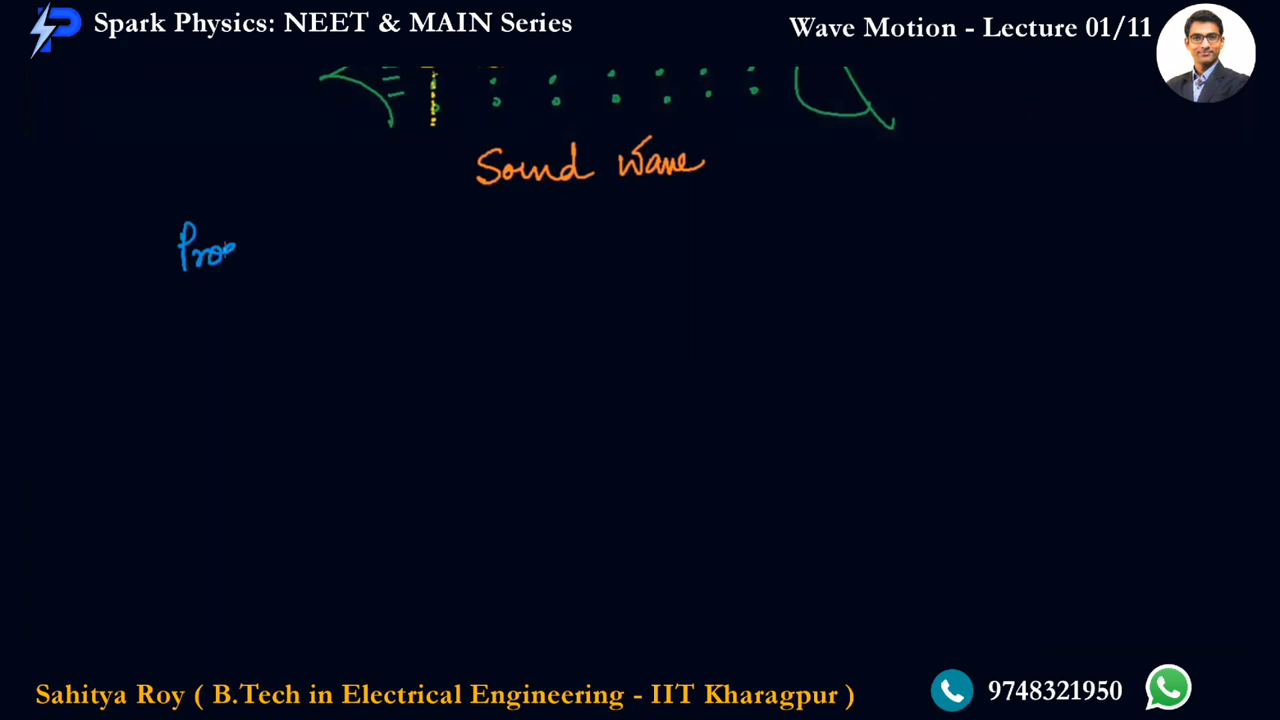 Spark Physics: NEET & MAIN Series
Wave Motion - Lecture 01/11
Sound Wave
Pro
Sahitya Roy ( B.Tech in Electrical Engineering - IIT Kharagpur )
9748321950